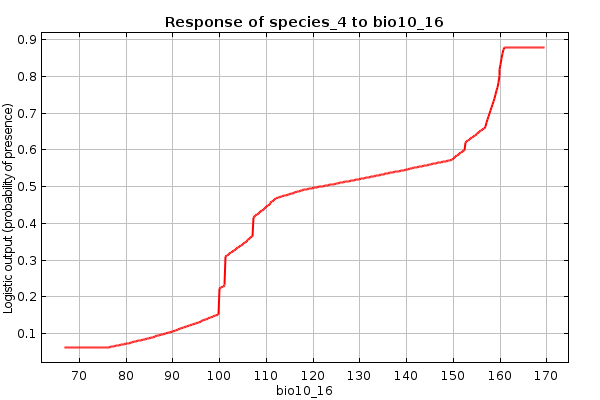 Response of species_4 to bio10_16
Logistic output (probability of presence)
0.9
0.8
0.7
0.6
0.5
0.4
0.3
0.2
0.1
70 80 90 100 110 120 130 140 150 160 170
bio10_16